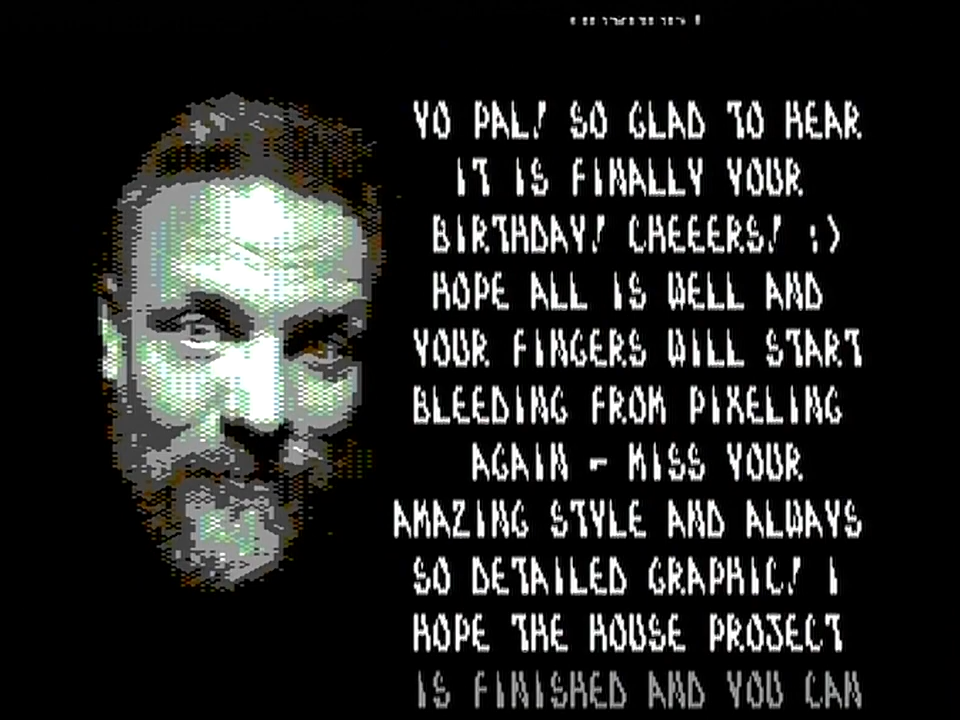 YO PAL! SO GLAD TO HEAR
IT IS FINALLY YOUR
BIRTHDAY! CHEEERS! :)
HOPE ALL IS WELL AND
YOUR FINGERS WILL START
BLEEDING FROM PIXELING
AGAIN - MISS YOUR
AMAZING STYLE AND ALWAYS
SO DETAILED GRAPHIC! I
HOPE THE HOUSE PROJECT
IS FINISHED AND YOU CAN